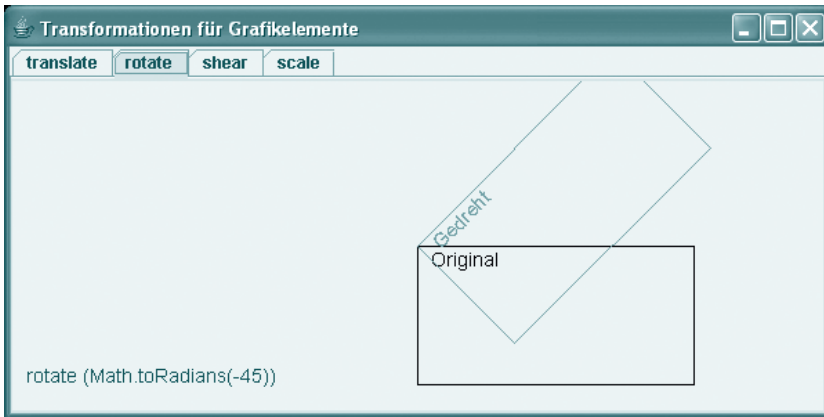 Transformationen für Grafikelemente
translate rotate shear scale
Gedreht
Original
rotate (Math.toRadians(-45))